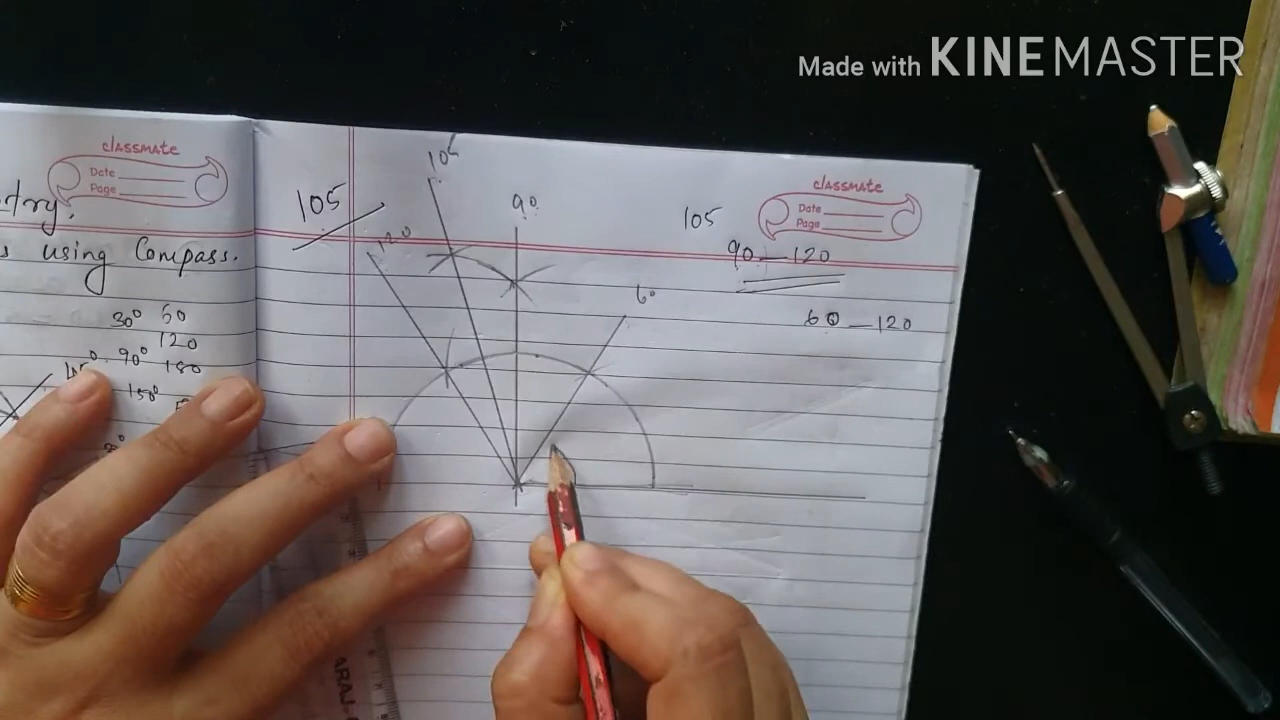 Made with KINEMASTER
classmate
Date
Page
s using Compass.
30° 60
120
90° 180
150°
classmate
Date
Page
105
105
120
90
60
105
90—120
60—120